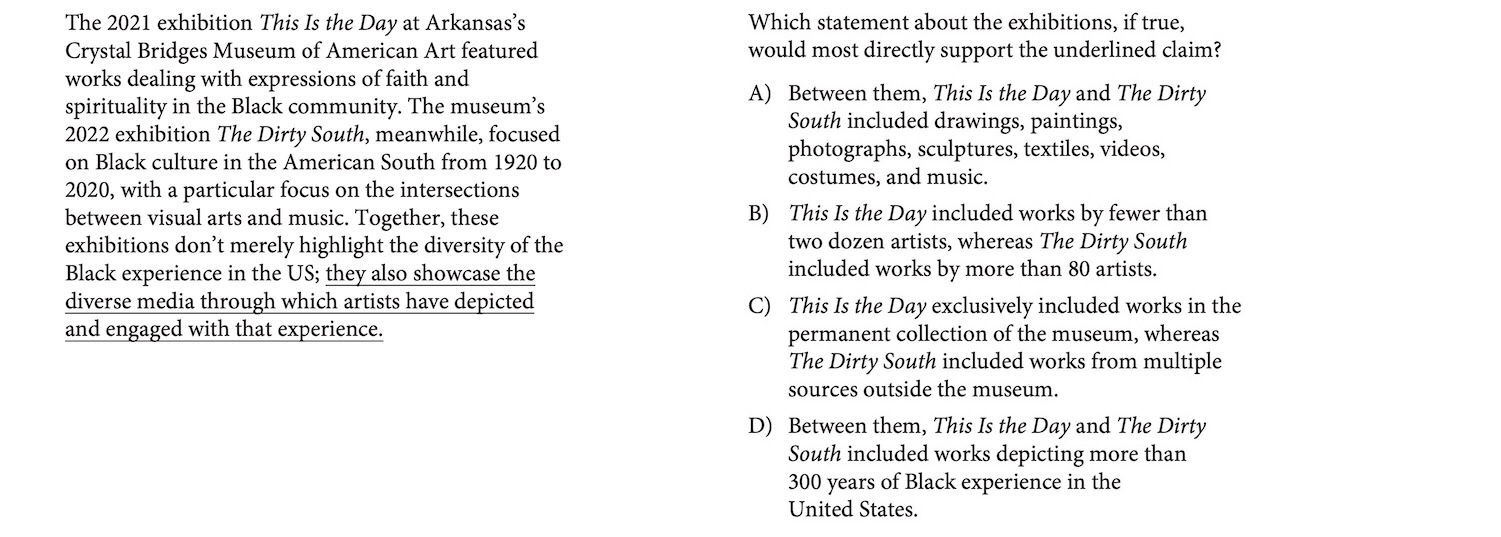 The 2021 exhibition This Is the Day at Arkansas’s
Crystal Bridges Museum of American Art featured
works dealing with expressions of faith and
spirituality in the Black community. The museum’s
2022 exhibition The Dirty South, meanwhile, focused
on Black culture in the American South from 1920 to
2020, with a particular focus on the intersections
between visual arts and music. Together, these
exhibitions don’t merely highlight the diversity of the
Black experience in the US; they also showcase the
diverse media through which artists have depicted
and engaged with that experience.
Which statement about the exhibitions, if true,
would most directly support the underlined claim?
A) Between them, This Is the Day and The Dirty
South included drawings, paintings,
photographs, sculptures, textiles, videos,
costumes, and music.
B) This Is the Day included works by fewer than
two dozen artists, whereas The Dirty South
included works by more than 80 artists.
C) This Is the Day exclusively included works in the
permanent collection of the museum, whereas
The Dirty South included works from multiple
sources outside the museum.
D) Between them, This Is the Day and The Dirty
South included works depicting more than
300 years of Black experience in the
United States.